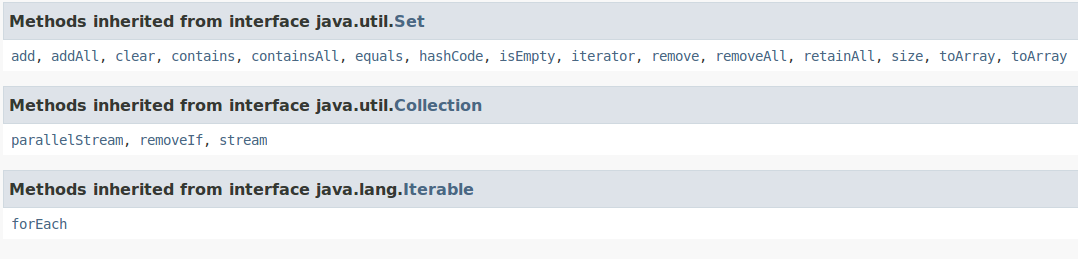 Methods inherited from interface java.util.Set
add, addAll, clear, contains, containsAll, equals, hashCode, isEmpty, iterator, remove, removeAll, retainAll, size, toArray, toArray
Methods inherited from interface java.util.Collection
parallelStream, removeIf, stream
Methods inherited from interface java.lang.Iterable
forEach